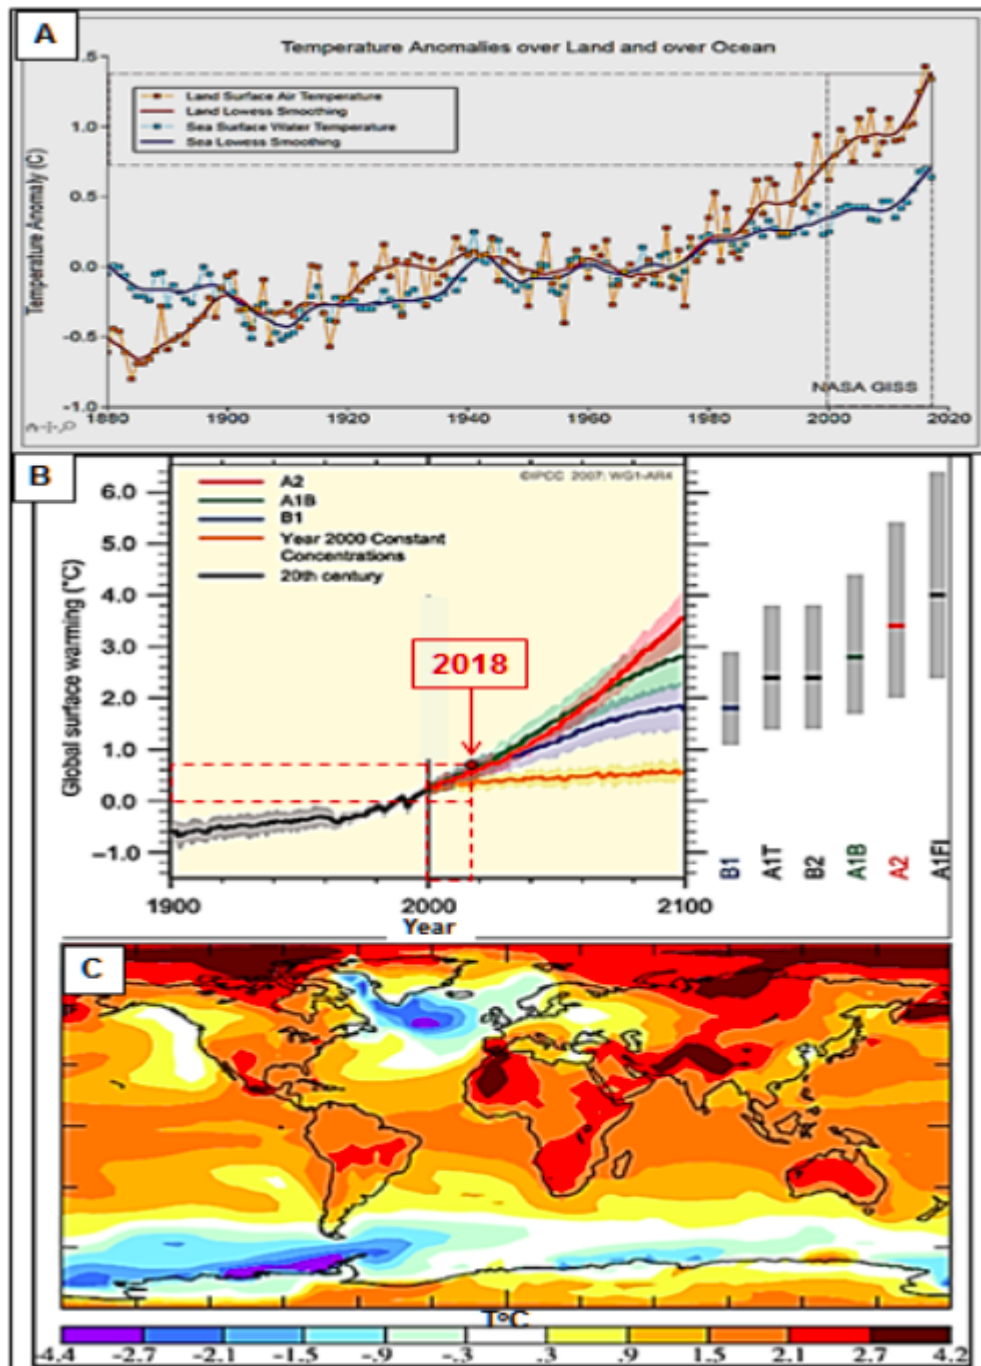 A
Temperature Anomalies over Land and over Ocean
.5
Land Surface Air Temperature
Land Lowess Smoothing
Sea Surface Water Temperature
Sea Lowess Smoothing
1.0
0.5
0.0
-0.5
-1.0
Temperature Anomaly (C)
NASA GISS
1880 1900 1920 1940 1960 1980 2000 2020
B
©IPCC 2007: WG1-AR4
A2
A1B
B1
Year 2000 Constant
Concentrations
20th century
6.0
5.0
4.0
3.0
2.0
1.0
0.0
-1.0
Global surface warming (°C)
2018
1900 2000 2100
Year
B1 A1T B2 A1B A2 A1FI
C
T°C
-4.4 -2.7 -2.1 -1.5 -.9 -.3 .3 .9 1.5 2.1 2.7 4.2